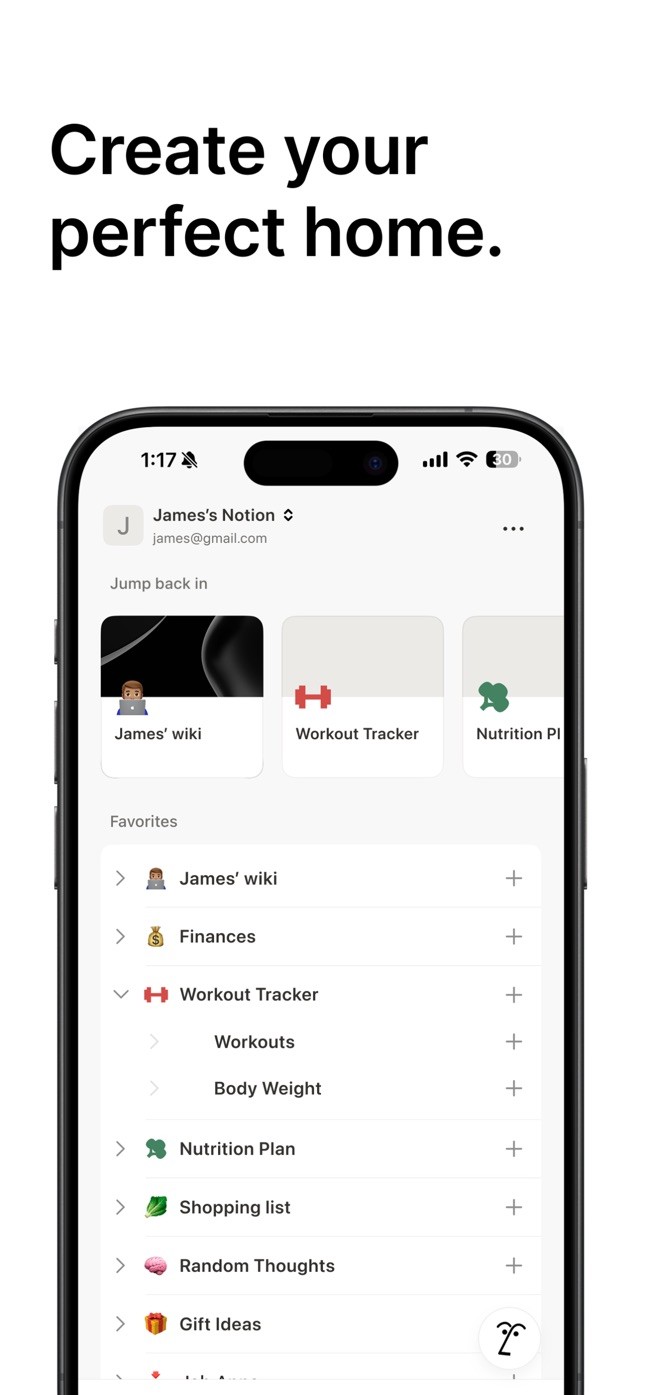 Create your
perfect home.
1:17
30
J
James's Notion
james@gmail.com
Jump back in
James' wiki
Workout Tracker
Nutrition Pl
Favorites
James' wiki
Finances
Workout Tracker
Workouts
Body Weight
Nutrition Plan
Shopping list
Random Thoughts
Gift Ideas